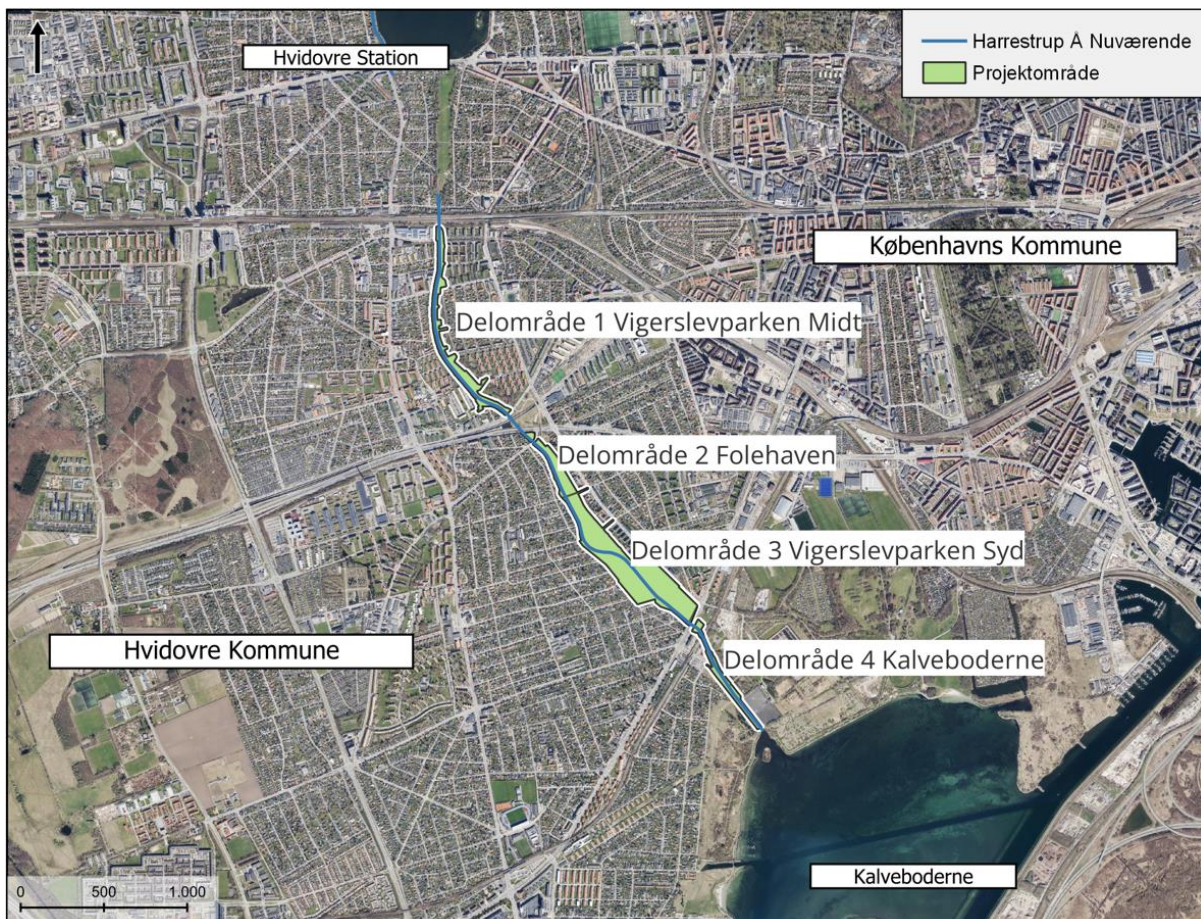 Hvidovre Station
Harrestrup Å Nuværende
Projektområde
Københavns Kommune
Delområde 1 Vigerslevparken Midt
Delområde 2 Folehaven
Delområde 3 Vigerslevparken Syd
Hvidovre Kommune
Delområde 4 Kalveboderne
Kalveboderne
0 500 1.000